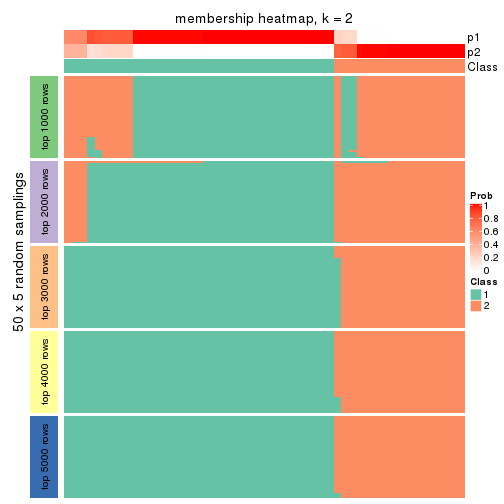 membership heatmap, k = 2
p1
p2
Class
50 x 5 random samplings
top 1000 rows
top 2000 rows
top 3000 rows
top 4000 rows
top 5000 rows
Prob
1
0.8
0.6
0.4
0.2
0
Class
1
2